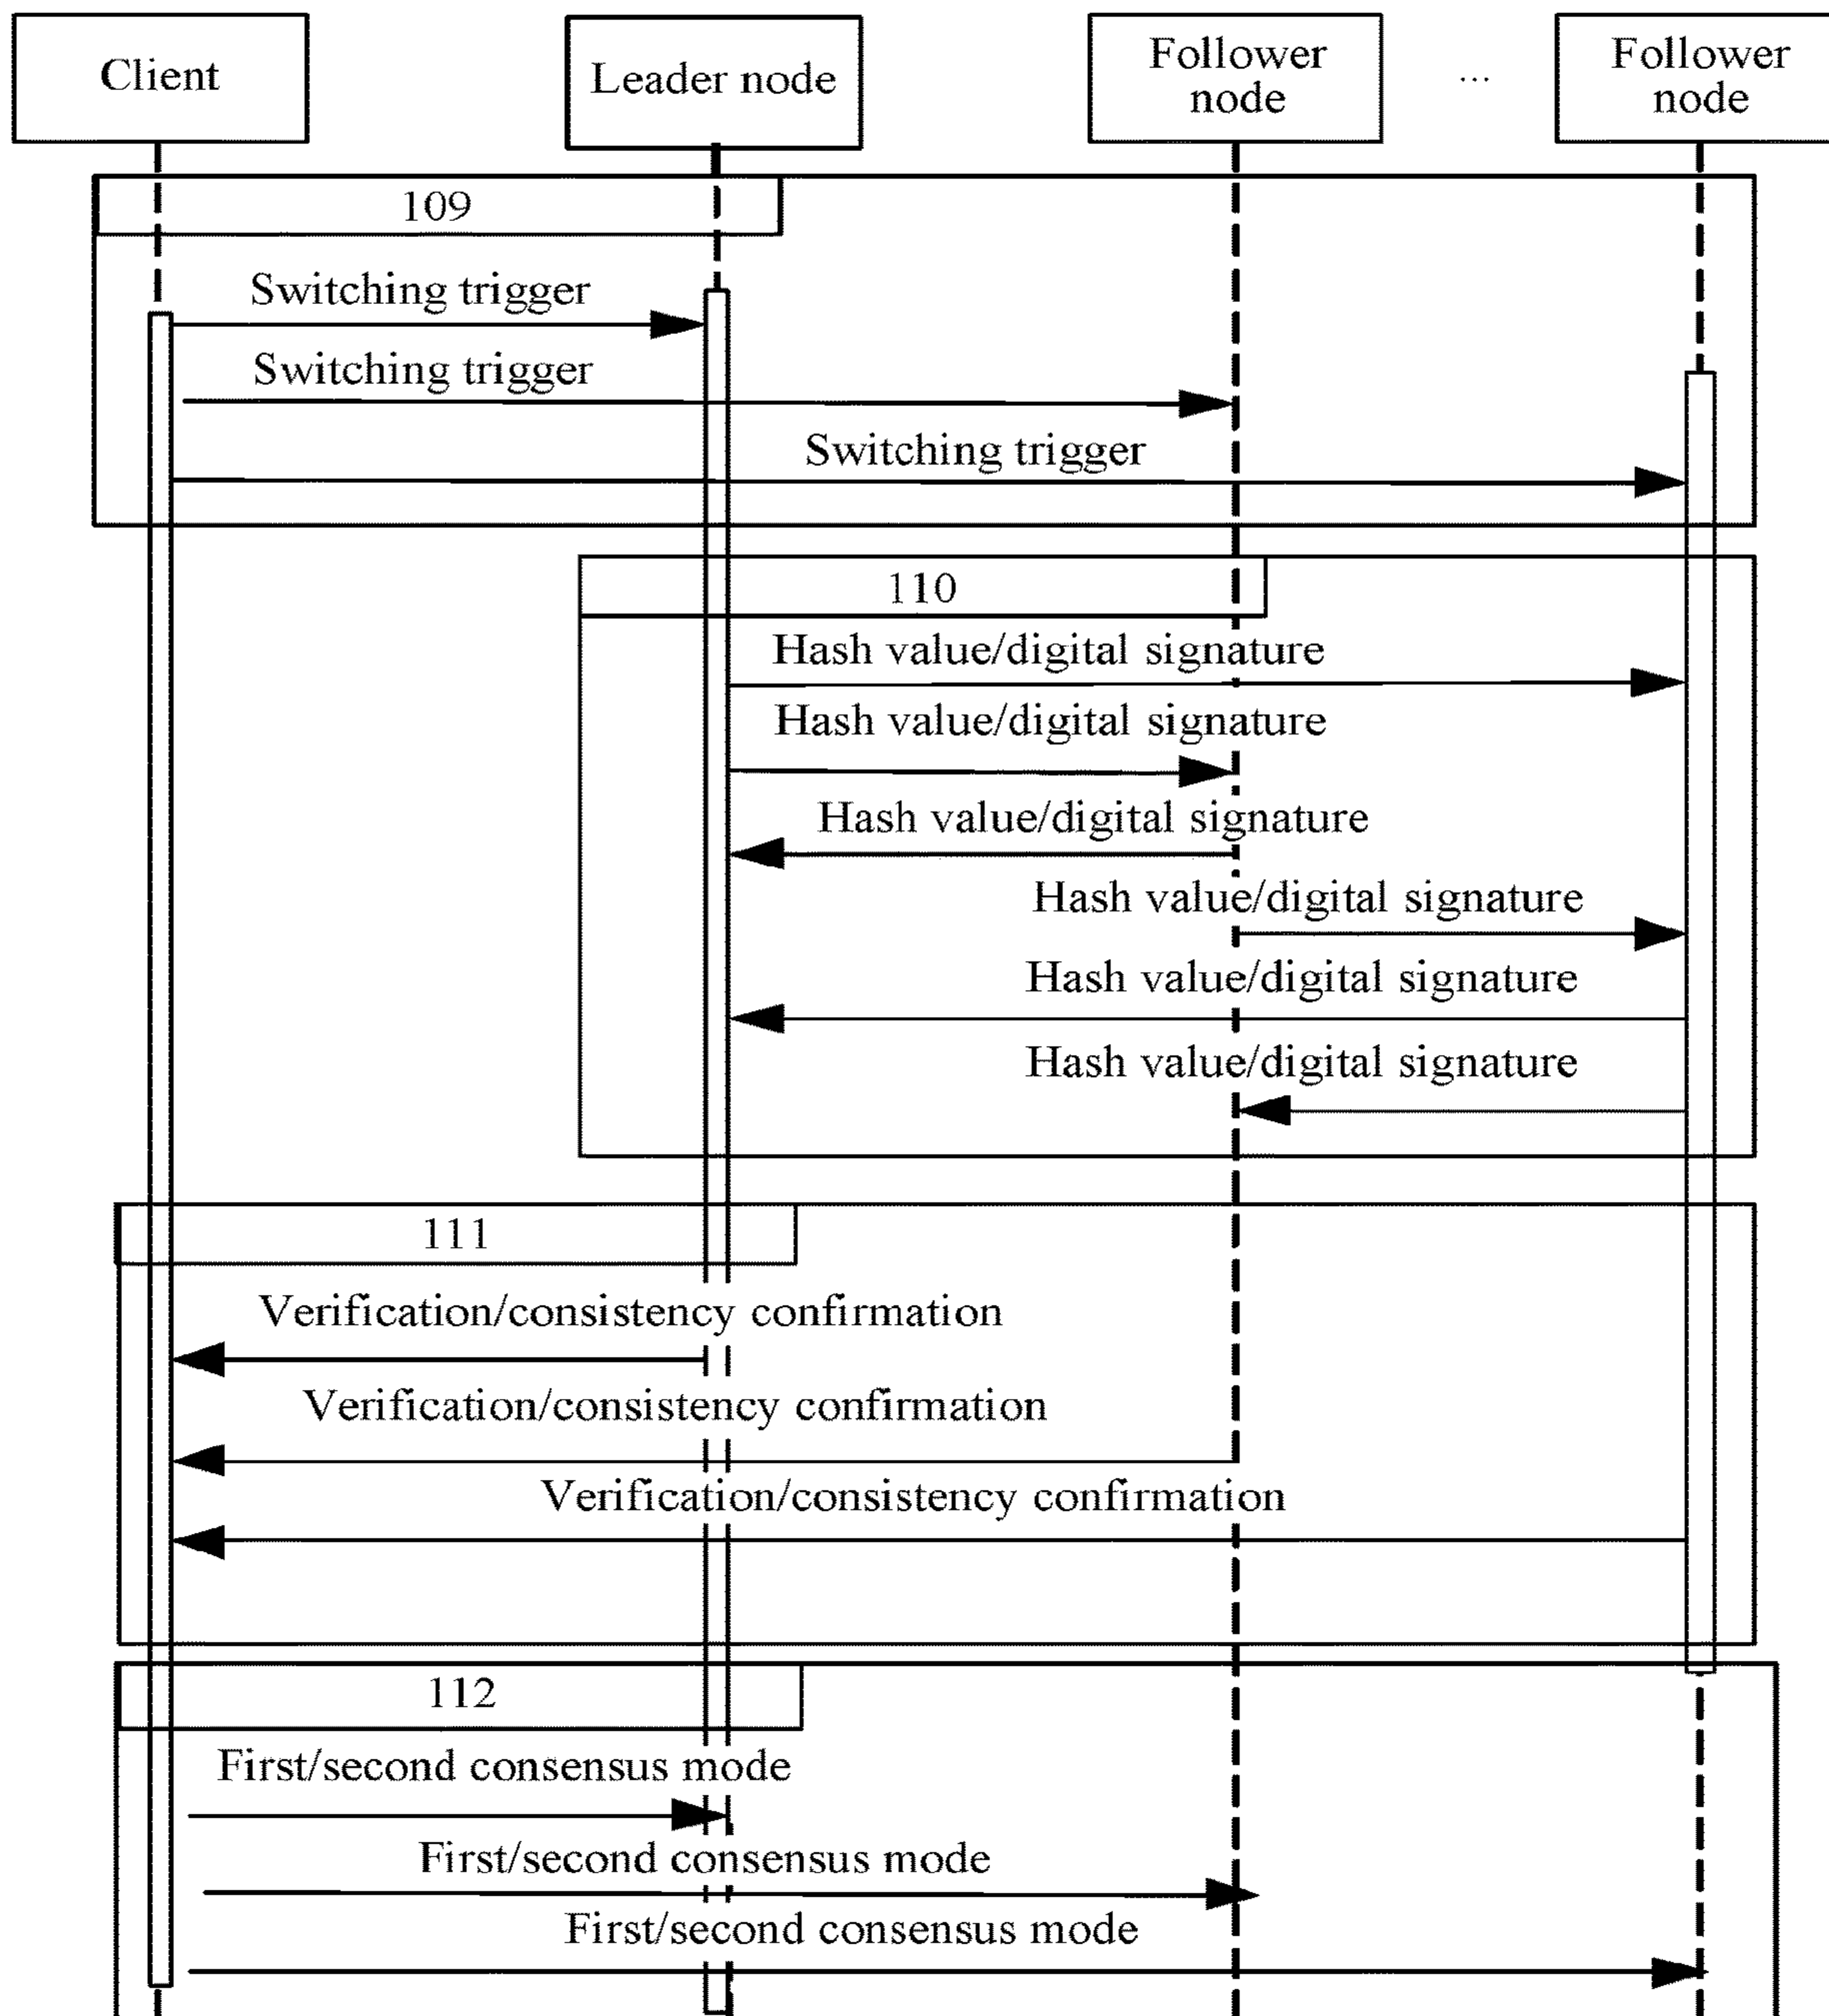 Client
Leader node
Follower
node
...
Follower
node
109
Switching trigger
Switching trigger
Switching trigger
110
Hash value/digital signature
Hash value/digital signature
Hash value/digital signature
Hash value/digital signature
Hash value/digital signature
Hash value/digital signature
111
Verification/consistency confirmation
Verification/consistency confirmation
Verification/consistency confirmation
112
First/second consensus mode
First/second consensus mode
First/second consensus mode